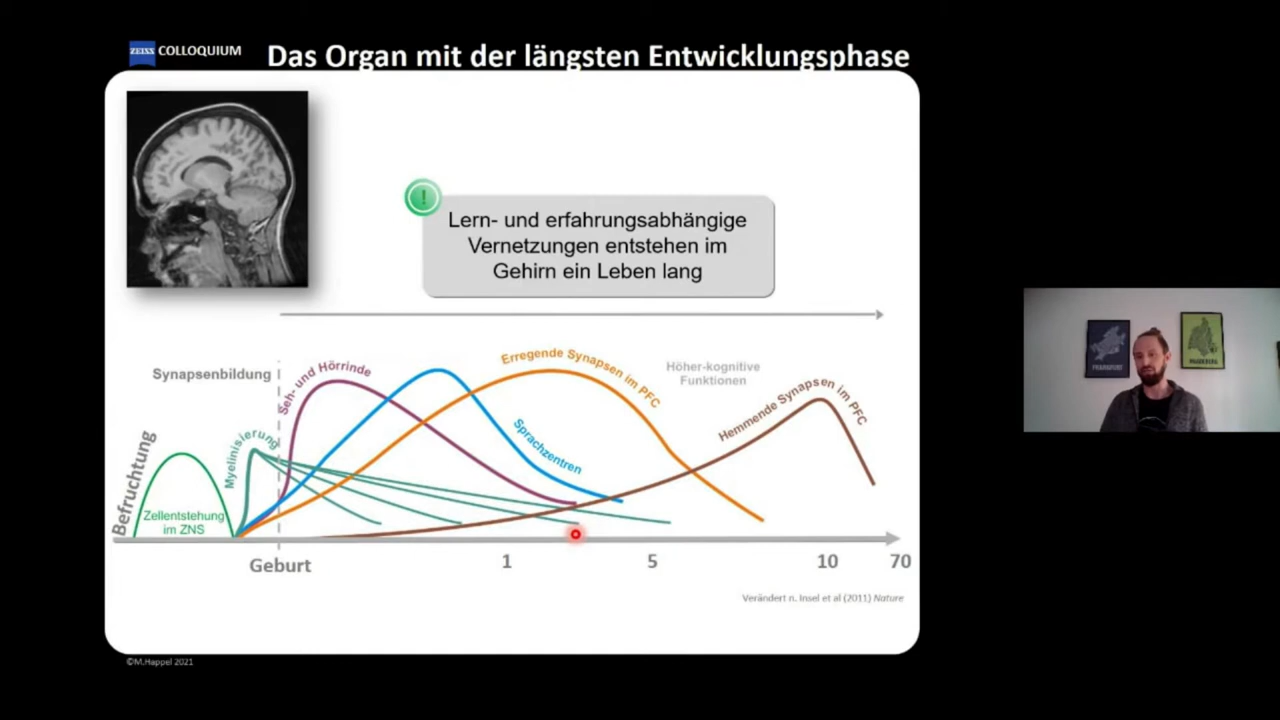 ZEISS COLLOQUIUM
Das Organ mit der längsten Entwicklungsphase
!
Lern- und erfahrungsabhängige
Vernetzungen entstehen im
Gehirn ein Leben lang
Synapsenbildung
Seh- und Hörrinde
Erregende Synapsen im PFC
Höher-kognitive
Funktionen
Hemmende Synapsen im PFC
Sprachzentren
Myelinisierung
Befruchtung
Zellentstehung
im ZNS
Geburt
1
5
10
70
Verändert n. Insel et al (2011) Nature
©M.Happel 2021
FRANKFURT
MAGDEBURG